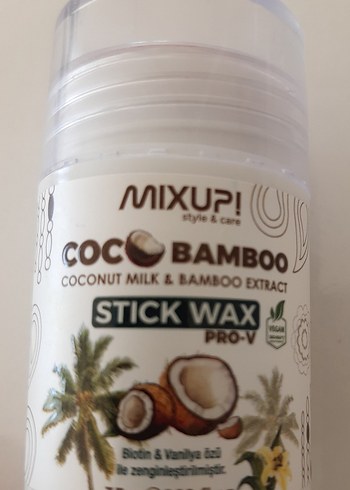 MIXUP!
style & care
COCO BAMBOO
COCONUT MILK & BAMBOO EXTRACT
STICK WAX
PRO-V
VEGAN
Biotin & Vanilya özü
ile zenginleştirilmiştir.